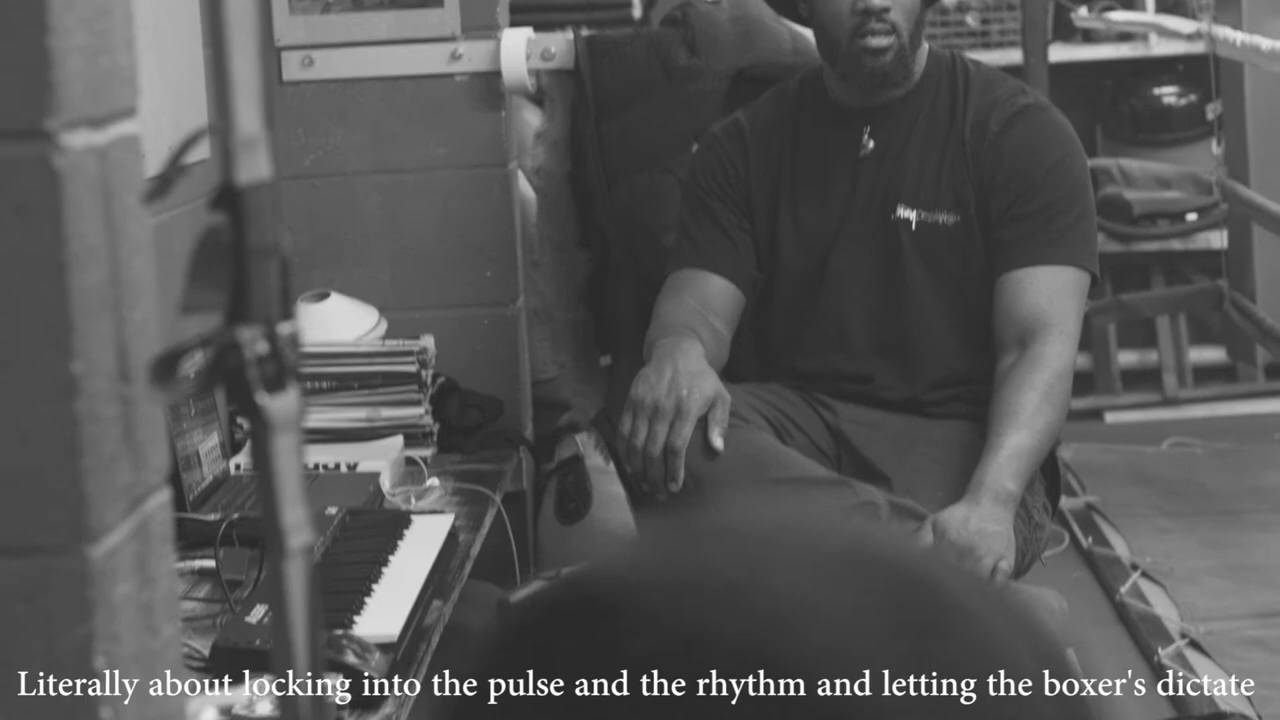 Literally about locking into the pulse and the rhythm and letting the boxer's dictate